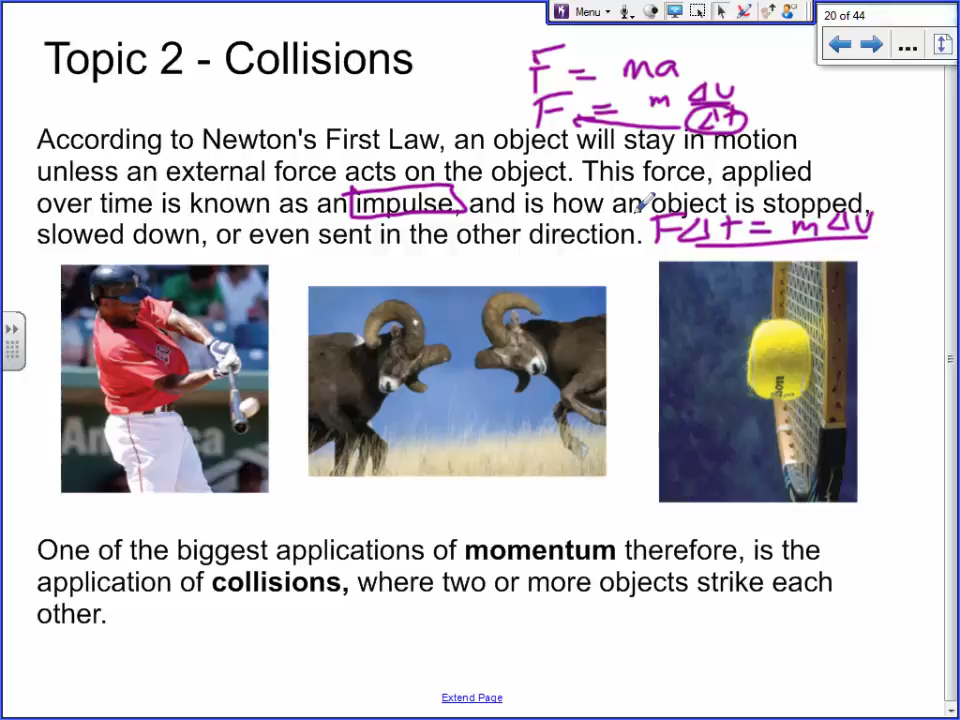 Menu
20 of 44
...
Topic 2 - Collisions
F = ma
F = m Δv/Δt
According to Newton's First Law, an object will stay in motion
unless an external force acts on the object. This force, applied
over time is known as an impulse, and is how an object is stopped,
slowed down, or even sent in the other direction.
FΔt = mΔv
America
One of the biggest applications of momentum therefore, is the
application of collisions, where two or more objects strike each
other.
Extend Page